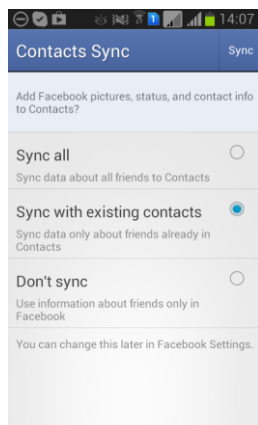 1 14:07
Contacts Sync Sync
Add Facebook pictures, status, and contact info
to Contacts?
Sync all
Sync data about all friends to Contacts
Sync with existing contacts
Sync data only about friends already in
Contacts
Don't sync
Use information about friends only in
Facebook
You can change this later in Facebook Settings.